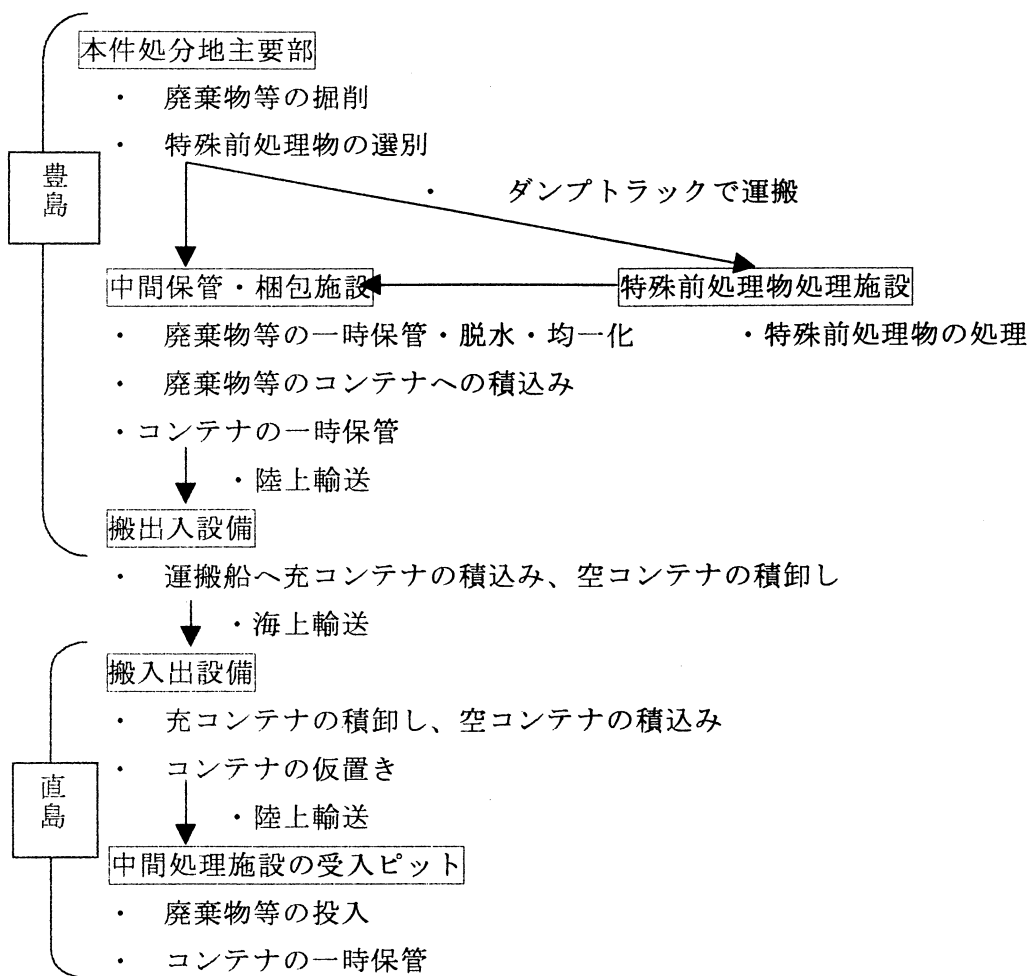 本件処分地主要部
・ 廃棄物等の掘削
・ 特殊前処理物の選別
豊島
・ ダンプトラックで運搬
中間保管・梱包施設
特殊前処理物処理施設
・ 廃棄物等の一時保管・脱水・均一化
・特殊前処理物の処理
・ 廃棄物等のコンテナへの積込み
・コンテナの一時保管
・陸上輸送
搬出入設備
・ 運搬船へ充コンテナの積込み、空コンテナの積卸し
・海上輸送
搬入出設備
・ 充コンテナの積卸し、空コンテナの積込み
・ コンテナの仮置き
直島
・陸上輸送
中間処理施設の受入ピット
・ 廃棄物等の投入
・ コンテナの一時保管